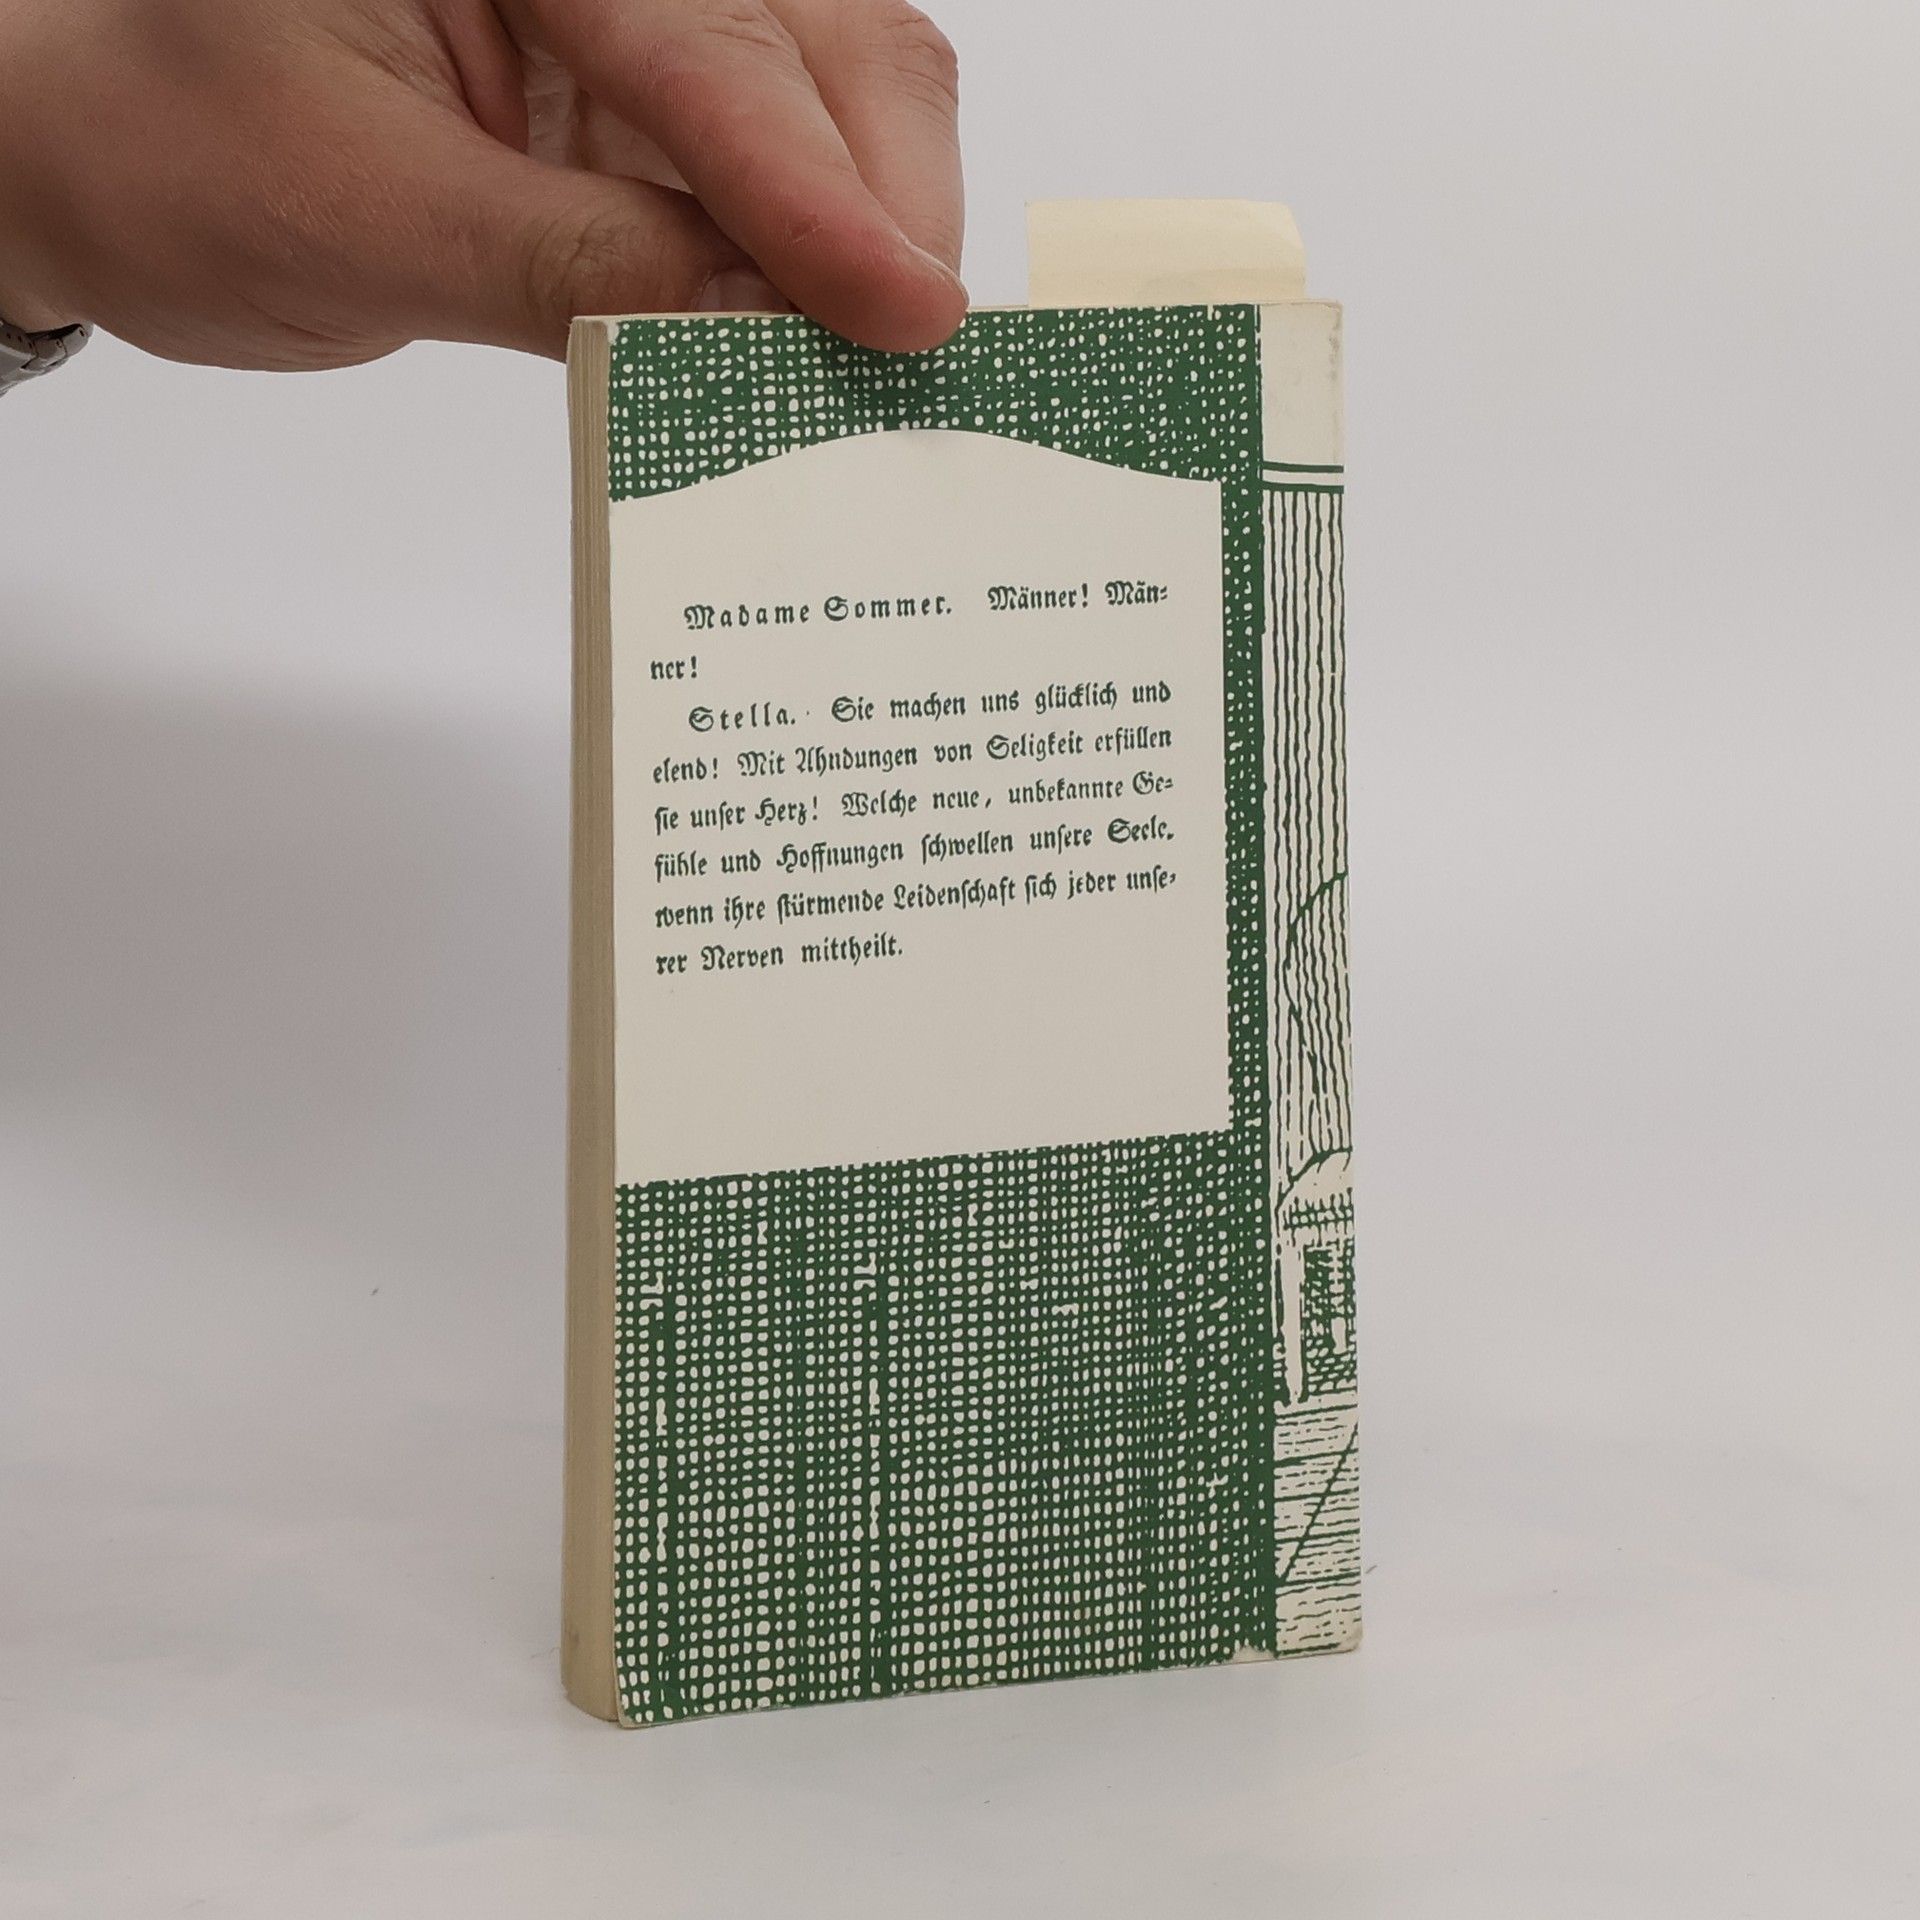 Madame Sommer. Männer! Män-
ner!
Stella. Sie machen uns glücklich und
elend! Mit Ahndungen von Seligkeit erfüllen
sie unser Herz! Welche neue, unbekannte Ge-
fühle und Hoffnungen schwellen unsere Seele,
wenn ihre stürmende Leidenschaft sich jeder unse-
rer Nerven mittheilt.